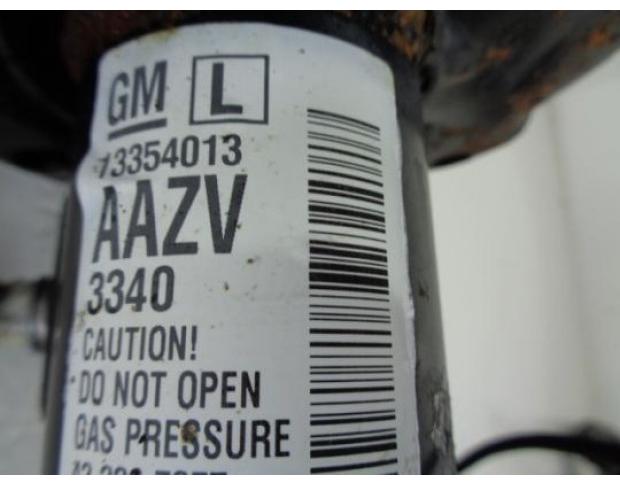 GM L
13354013
AAZV
3340
CAUTION!
DO NOT OPEN
GAS PRESSURE